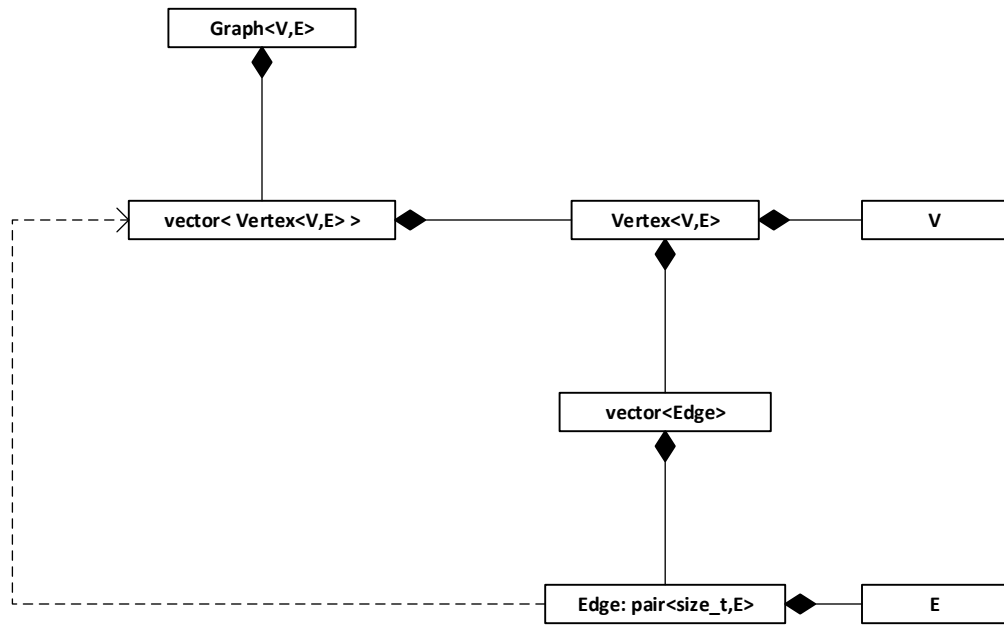 Graph<V,E>
vector< Vertex<V,E> >
Vertex<V,E>
V
vector<Edge>
Edge: pair<size_t,E>
E